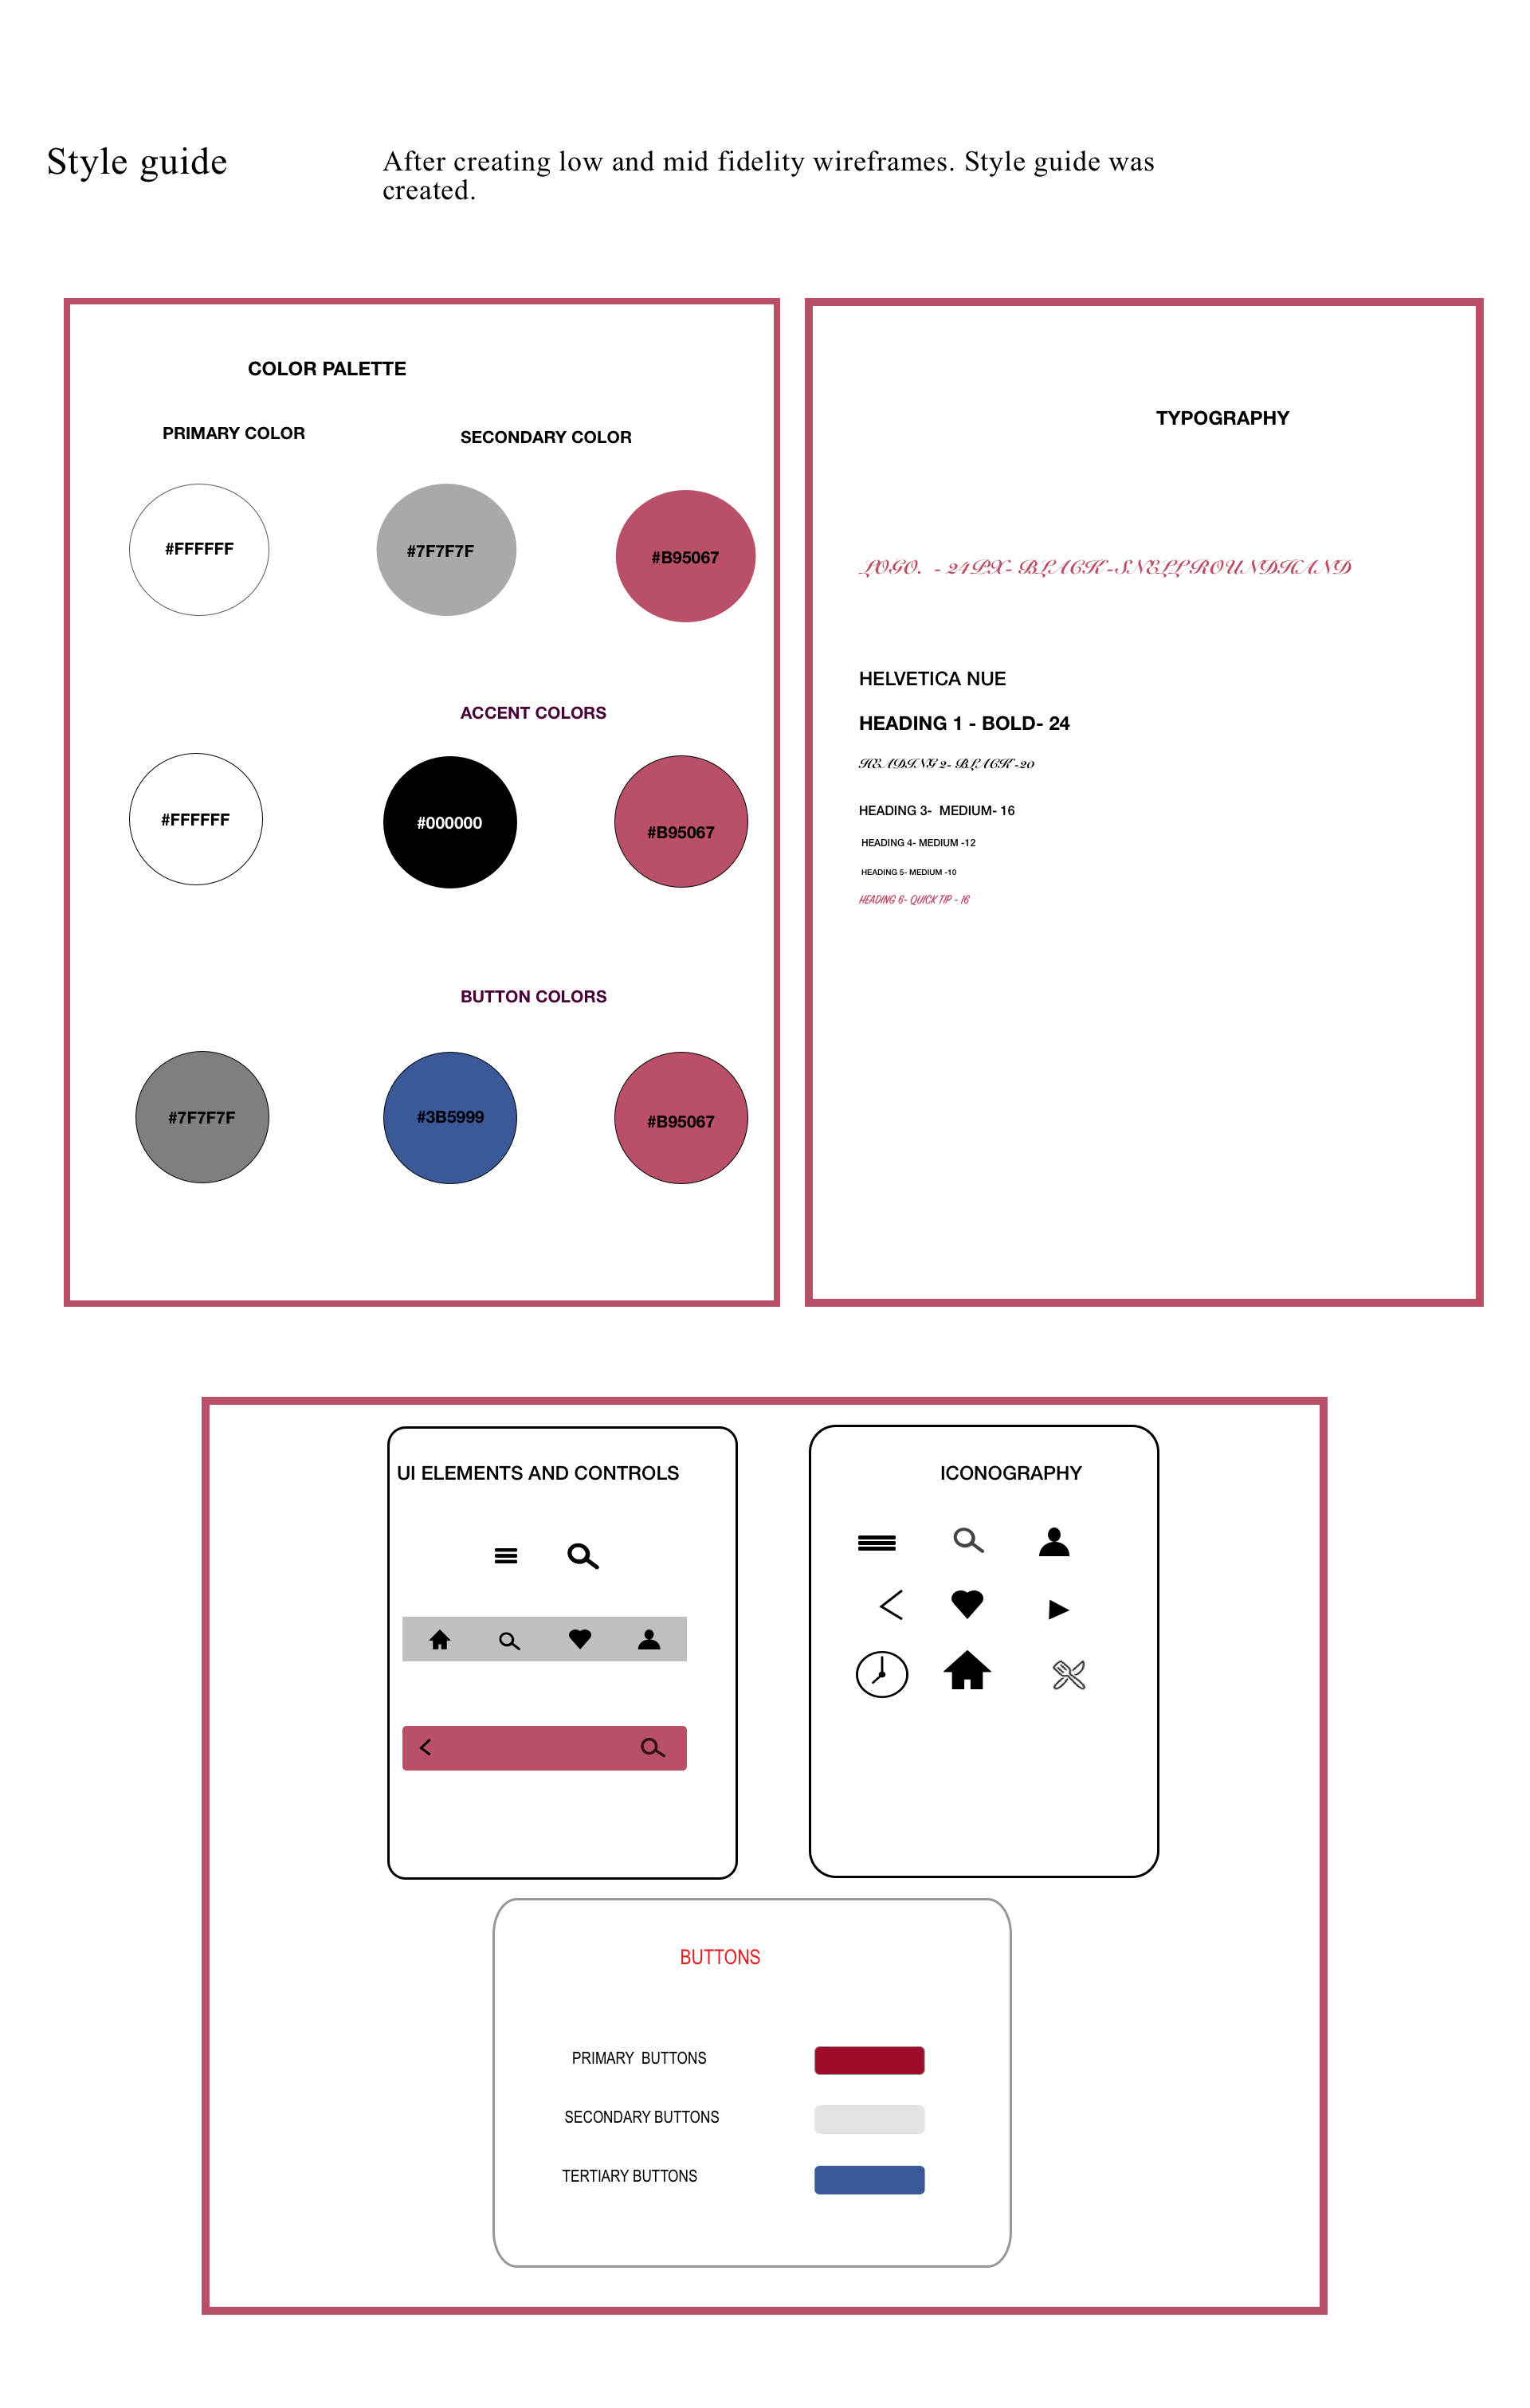 Style guide
After creating low and mid fidelity wireframes. Style guide was
created.
COLOR PALETTE
PRIMARY COLOR
SECONDARY COLOR
#FFFFFF
#7F7F7F
#B95067
ACCENT COLORS
#FFFFFF
#000000
#B95067
BUTTON COLORS
#7F7F7F
#3B5999
#B95067
TYPOGRAPHY
LOGO. - 24PX- BLACK-SNELLROUNDHAND
HELVETICA NUE
HEADING 1 - BOLD- 24
HEADING 2- BLACK-20
HEADING 3- MEDIUM- 16
HEADING 4- MEDIUM -12
HEADING 5- MEDIUM -10
HEADING 6- QUICK TIP - 16
UI ELEMENTS AND CONTROLS
ICONOGRAPHY
BUTTONS
PRIMARY BUTTONS
SECONDARY BUTTONS
TERTIARY BUTTONS